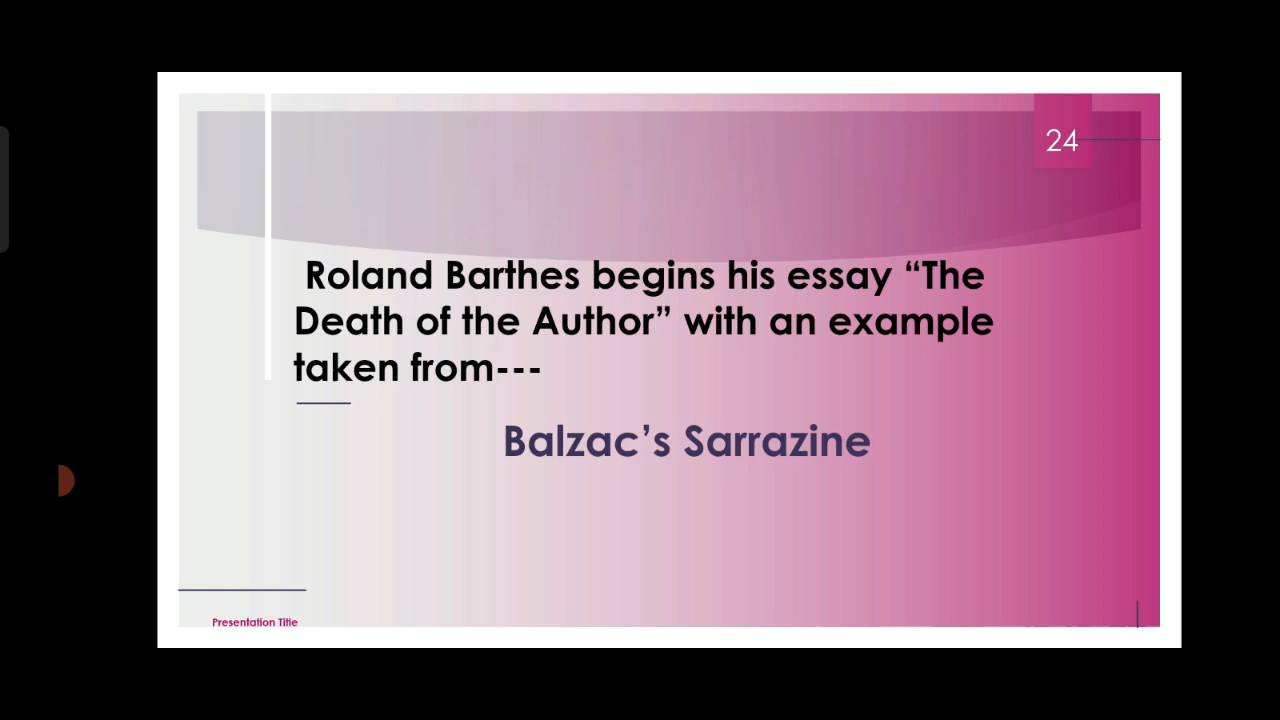 24
Roland Barthes begins his essay “The
Death of the Author” with an example
taken from---
Balzac’s Sarrazine
Presentation Title